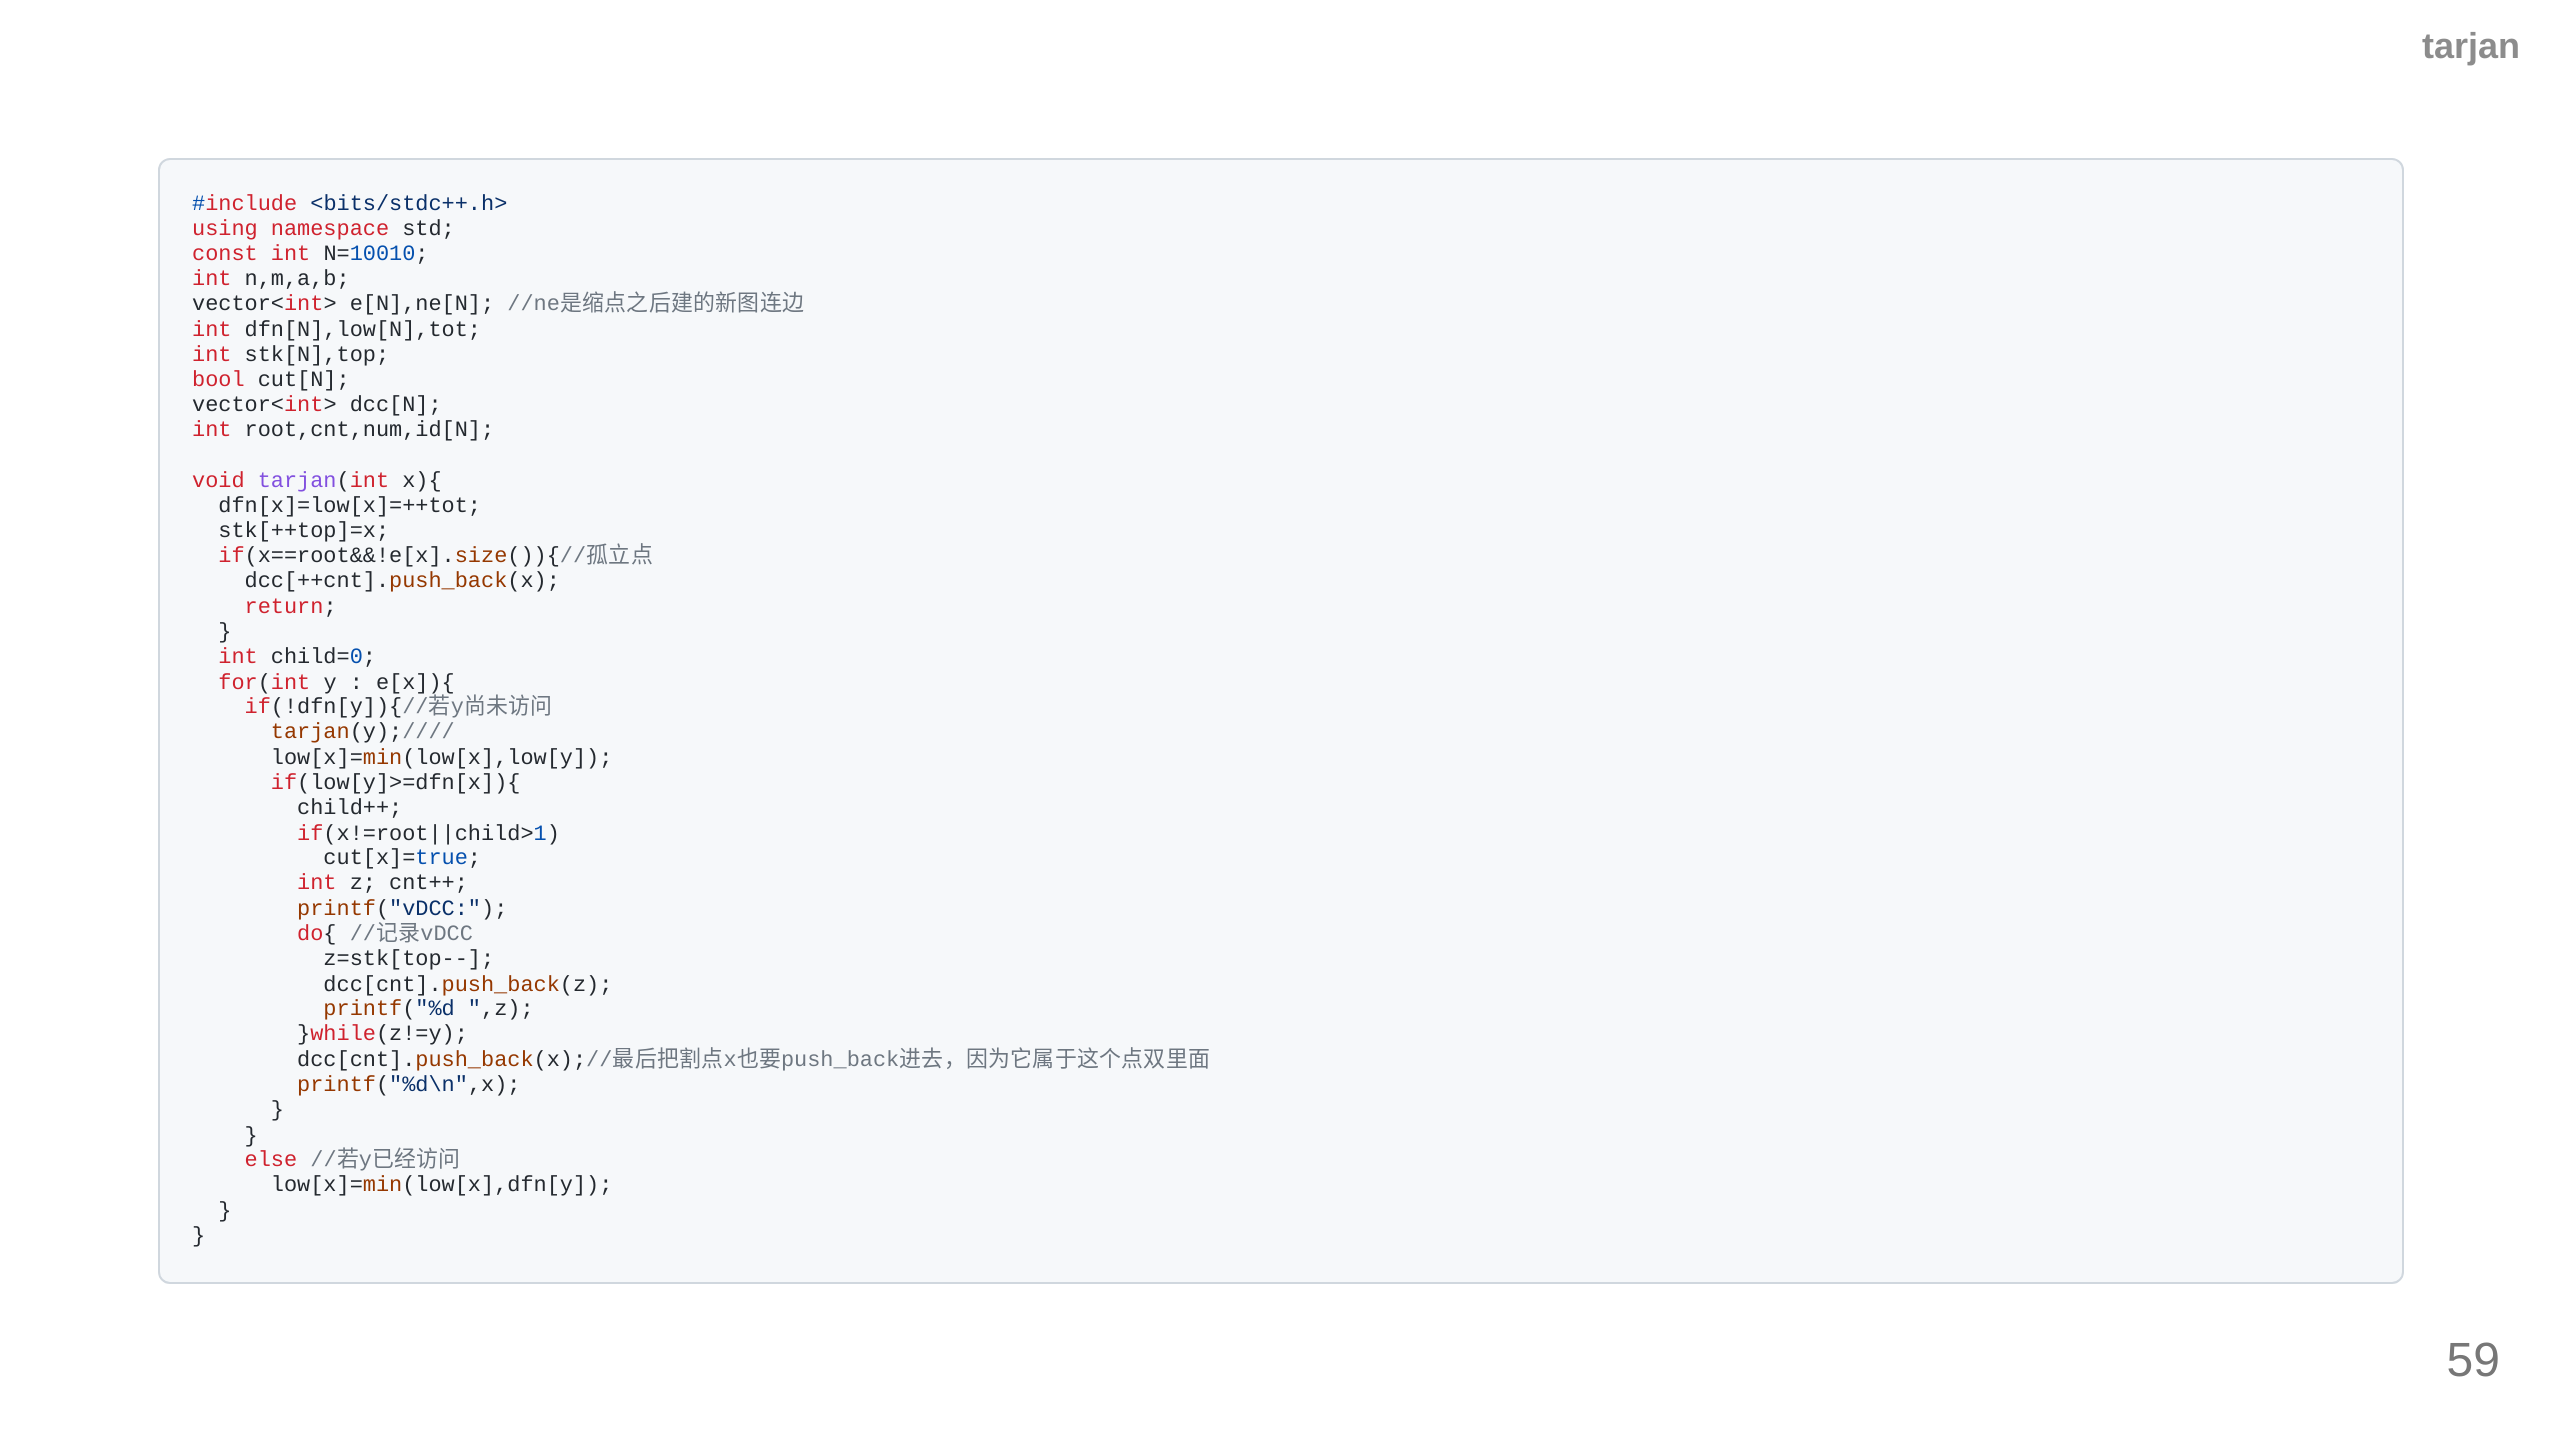 tarjan
#include <bits/stdc++.h>
using namespace std;
const int N=10010;
int n,m,a,b;
vector<int> e[N],ne[N]; //ne是缩点之后建的新图连边
int dfn[N],low[N],tot;
int stk[N],top;
bool cut[N];
vector<int> dcc[N];
int root,cnt,num,id[N];

void tarjan(int x){
  dfn[x]=low[x]=++tot;
  stk[++top]=x;
  if(x==root&&!e[x].size()){//孤立点
    dcc[++cnt].push_back(x);
    return;
  }
  int child=0;
  for(int y : e[x]){
    if(!dfn[y]){//若y尚未访问
      tarjan(y);////
      low[x]=min(low[x],low[y]);
      if(low[y]>=dfn[x]){
        child++;
        if(x!=root||child>1)
          cut[x]=true;
        int z; cnt++;
        printf("vDCC:");
        do{ //记录vDCC
          z=stk[top--];
          dcc[cnt].push_back(z);
          printf("%d ",z);
        }while(z!=y);
        dcc[cnt].push_back(x);//最后把割点x也要push_back进去，因为它属于这个点双里面
        printf("%d\n",x);
      }
    }
    else //若y已经访问
      low[x]=min(low[x],dfn[y]);
  }
}
59